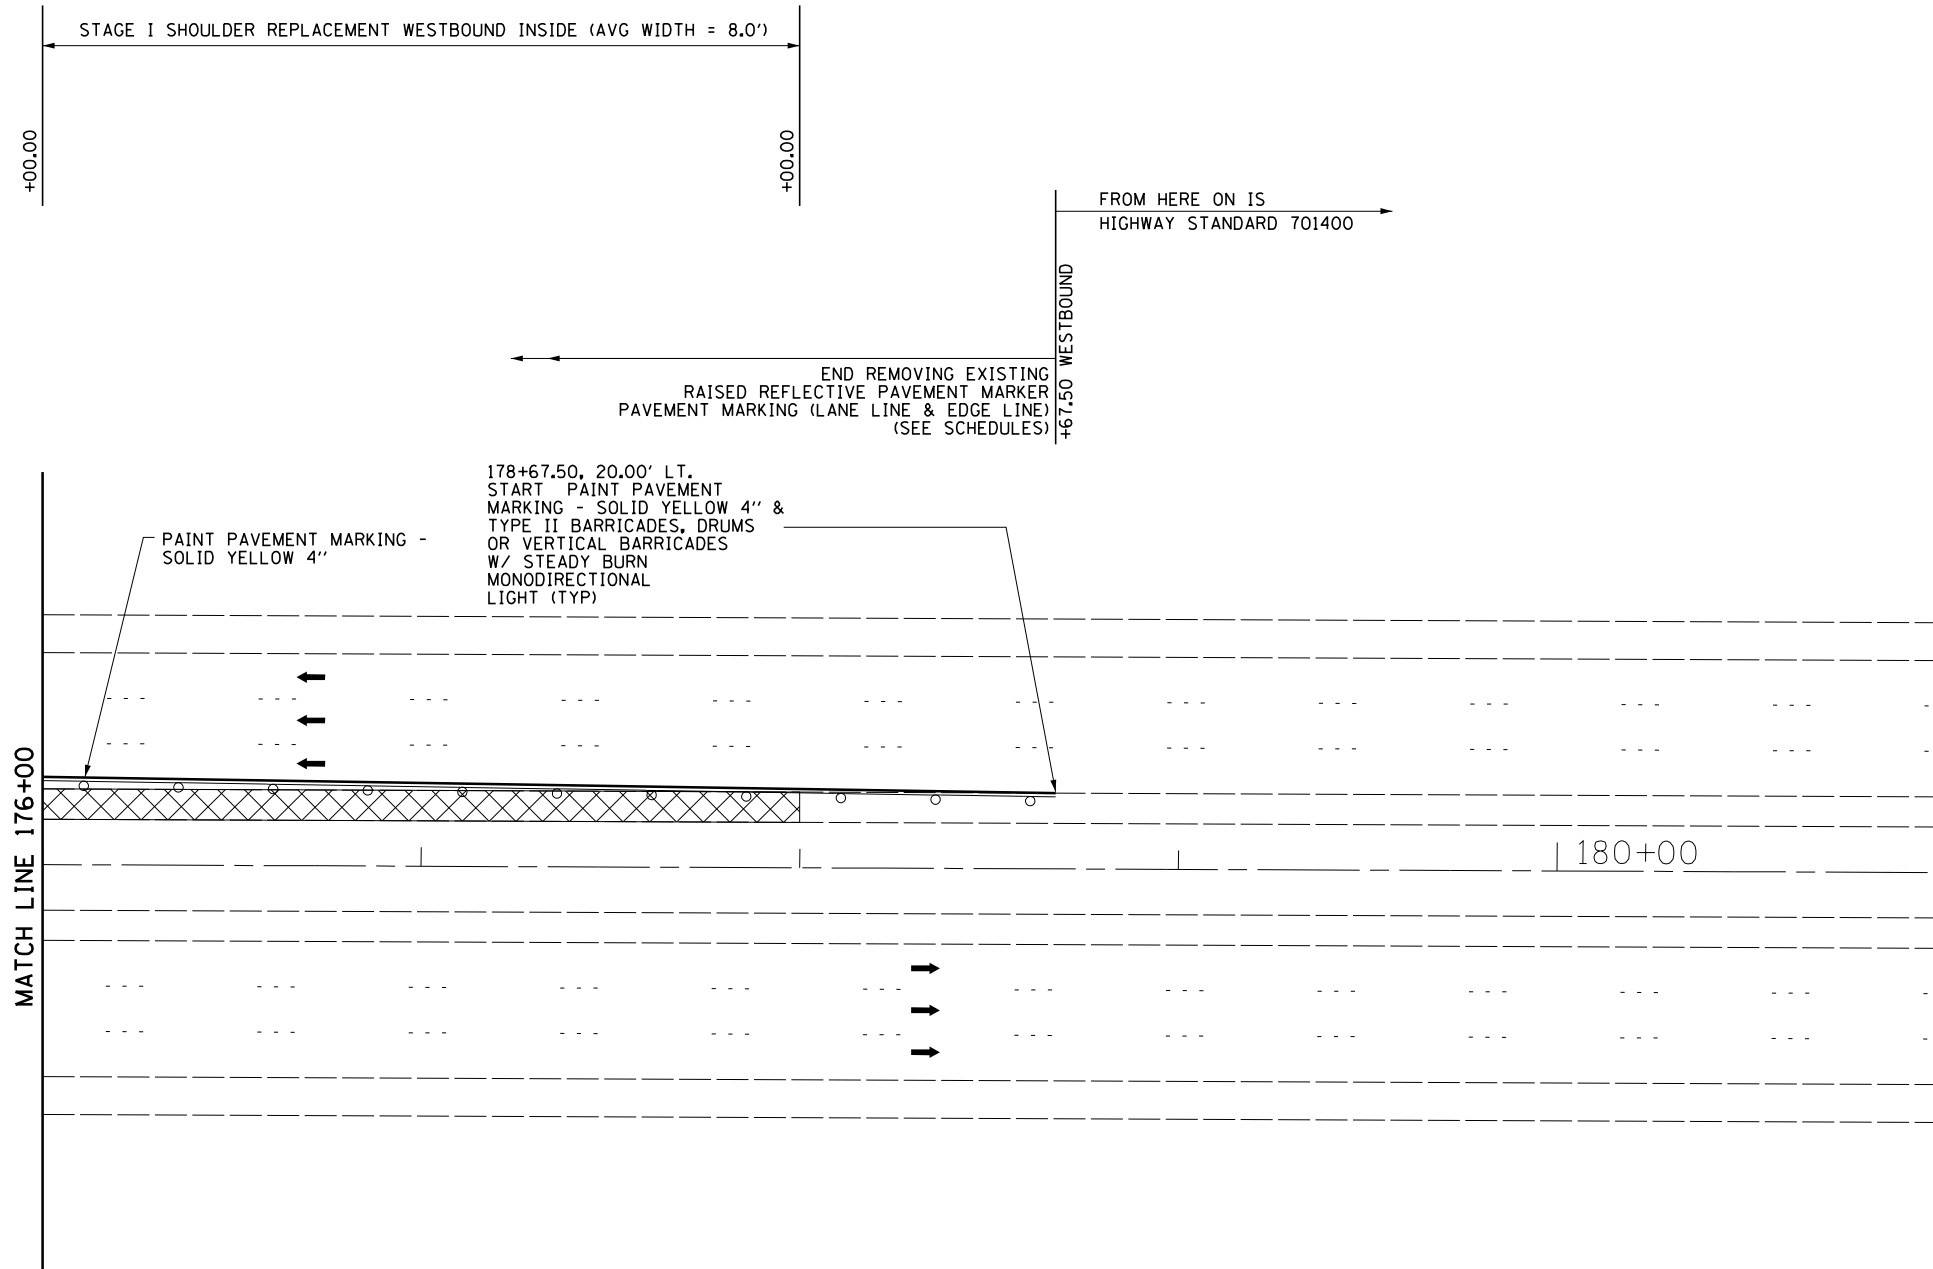 STAGE I SHOULDER REPLACEMENT WESTBOUND INSIDE (AVG WIDTH = 8.0')
+00.00
+00.00
FROM HERE ON IS
HIGHWAY STANDARD 701400
+67.50 WESTBOUND
END REMOVING EXISTING
RAISED REFLECTIVE PAVEMENT MARKER
PAVEMENT MARKING (LANE LINE & EDGE LINE)
(SEE SCHEDULES)
178+67.50, 20.00' LT.
START PAINT PAVEMENT
MARKING - SOLID YELLOW 4'' &
TYPE II BARRICADES, DRUMS
OR VERTICAL BARRICADES
W/ STEADY BURN
MONODIRECTIONAL
LIGHT (TYP)
PAINT PAVEMENT MARKING -
SOLID YELLOW 4''
MATCH LINE 176+00
180+00